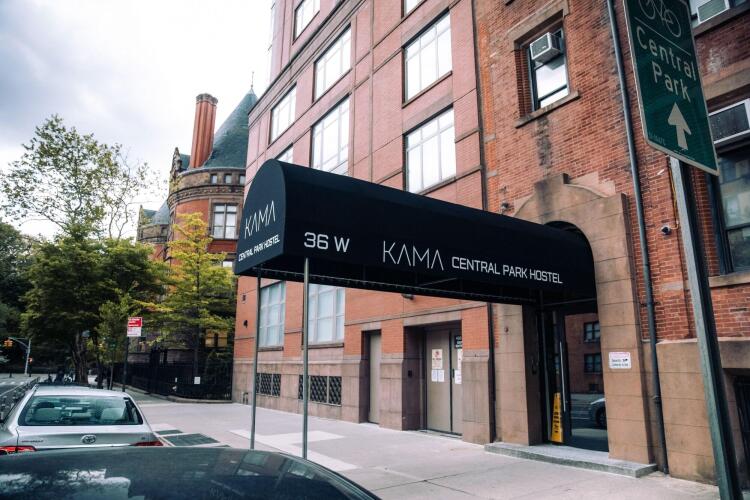 Central
Park
KAMA
CENTRAL PARK HOSTEL
36 W
KAMA CENTRAL PARK HOSTEL